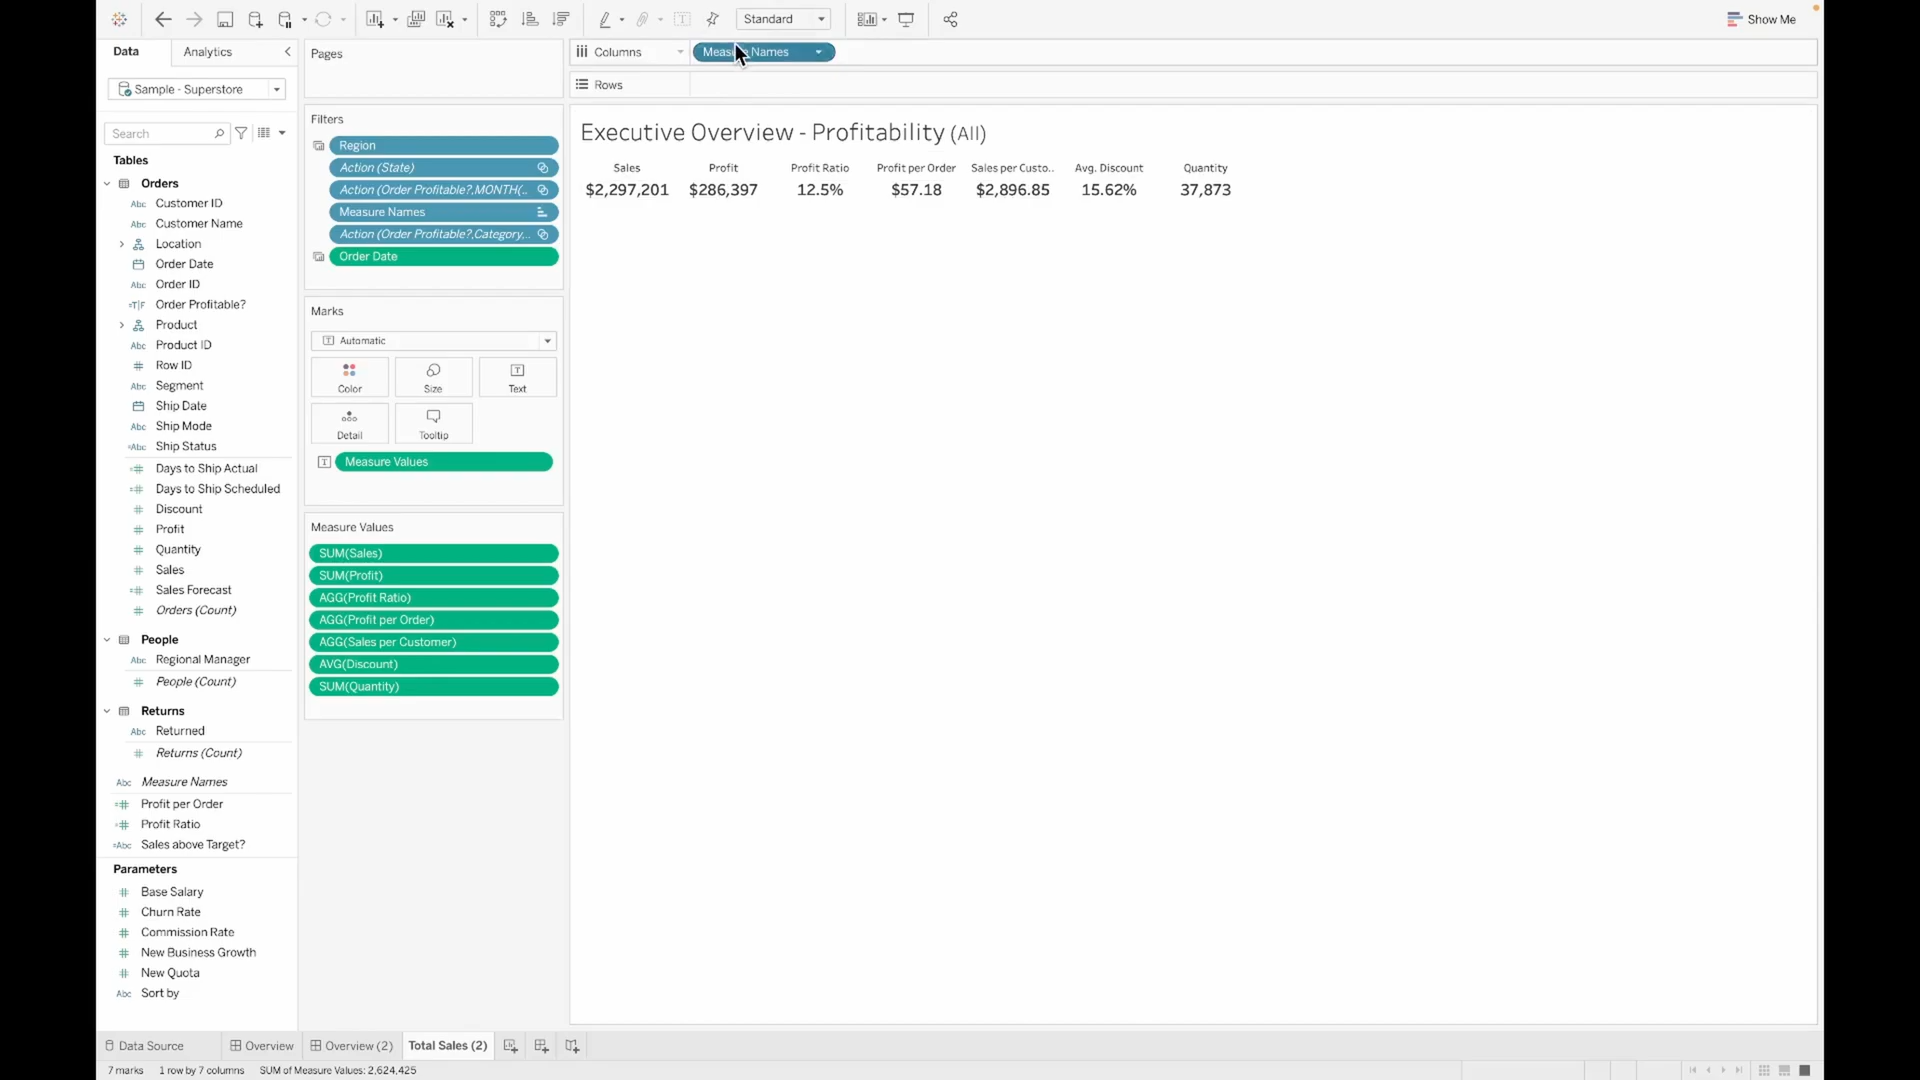 Standard
Show Me
Data
Analytics
Sample - Superstore
Search
Tables
Orders
Customer ID
Customer Name
Location
Order Date
Order ID
Order Profitable?
Product
Product ID
Row ID
Segment
Ship Date
Ship Mode
Ship Status
Days to Ship Actual
Days to Ship Scheduled
Discount
Profit
Quantity
Sales
Sales Forecast
Orders (Count)
People
Regional Manager
People (Count)
Returns
Returned
Returns (Count)
Measure Names
Profit per Order
Profit Ratio
Sales above Target?
Parameters
Base Salary
Churn Rate
Commission Rate
New Business Growth
New Quota
Sort by
Pages
Filters
Region
Action (State)
Action (Order Profitable?,MONTH(..
Measure Names
Action (Order Profitable?,Category,..
Order Date
Marks
Automatic
Color Size Text
Detail Tooltip
Measure Values
Measure Values
SUM(Sales)
SUM(Profit)
AGG(Profit Ratio)
AGG(Profit per Order)
AGG(Sales per Customer)
AVG(Discount)
SUM(Quantity)
Columns Measure Names
Rows
Executive Overview - Profitability (All)
Sales Profit Profit Ratio Profit per Order Sales per Custo.. Avg. Discount Quantity
$2,297,201 $286,397 12.5% $57.18 $2,896.85 15.62% 37,873
Data Source Overview Overview (2) Total Sales (2)
7 marks 1 row by 7 columns SUM of Measure Values: 2,624,425